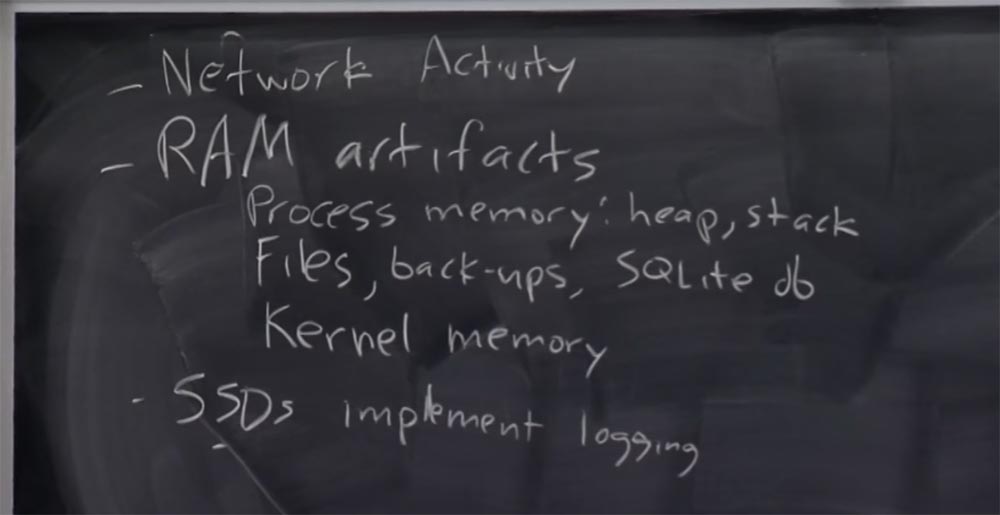 - Network Activity
- RAM artifacts
Process memory: heap, stack
Files, back-ups, SQLite db
Kernel memory
- SSDs implement logging
-